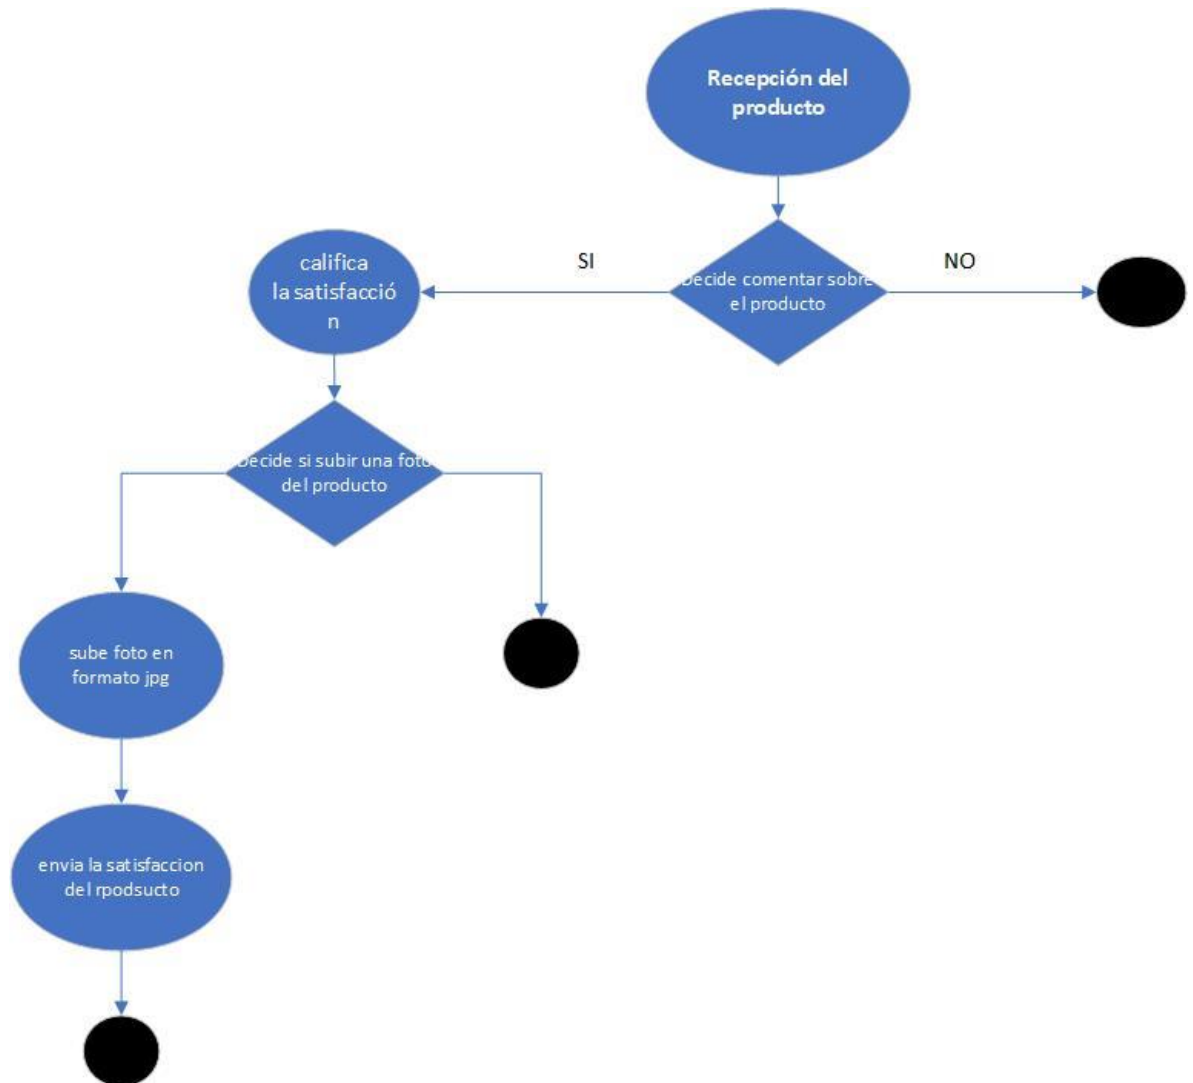 Recepción del
producto
SI
NO
califica
la satisfacció
n
Decide comentar sobre
el producto
Decide si subir una foto
del producto
sube foto en
formato jpg
envia la satisfaccion
del rpodsucto